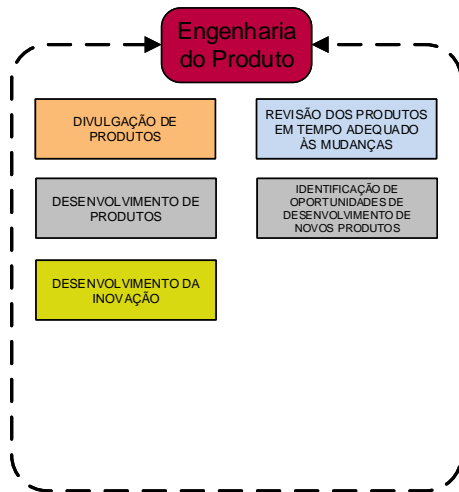 Engenharia
do Produto
DIVULGAÇÃO DE
PRODUTOS
REVISÃO DOS PRODUTOS
EM TEMPO ADEQUADO
ÀS MUDANÇAS
DESENVOLVIMENTO DE
PRODUTOS
IDENTIFICAÇÃO DE
OPORTUNIDADES DE
DESENVOLVIMENTO DE
NOVOS PRODUTOS
DESENVOLVIMENTO DA
INOVAÇÃO